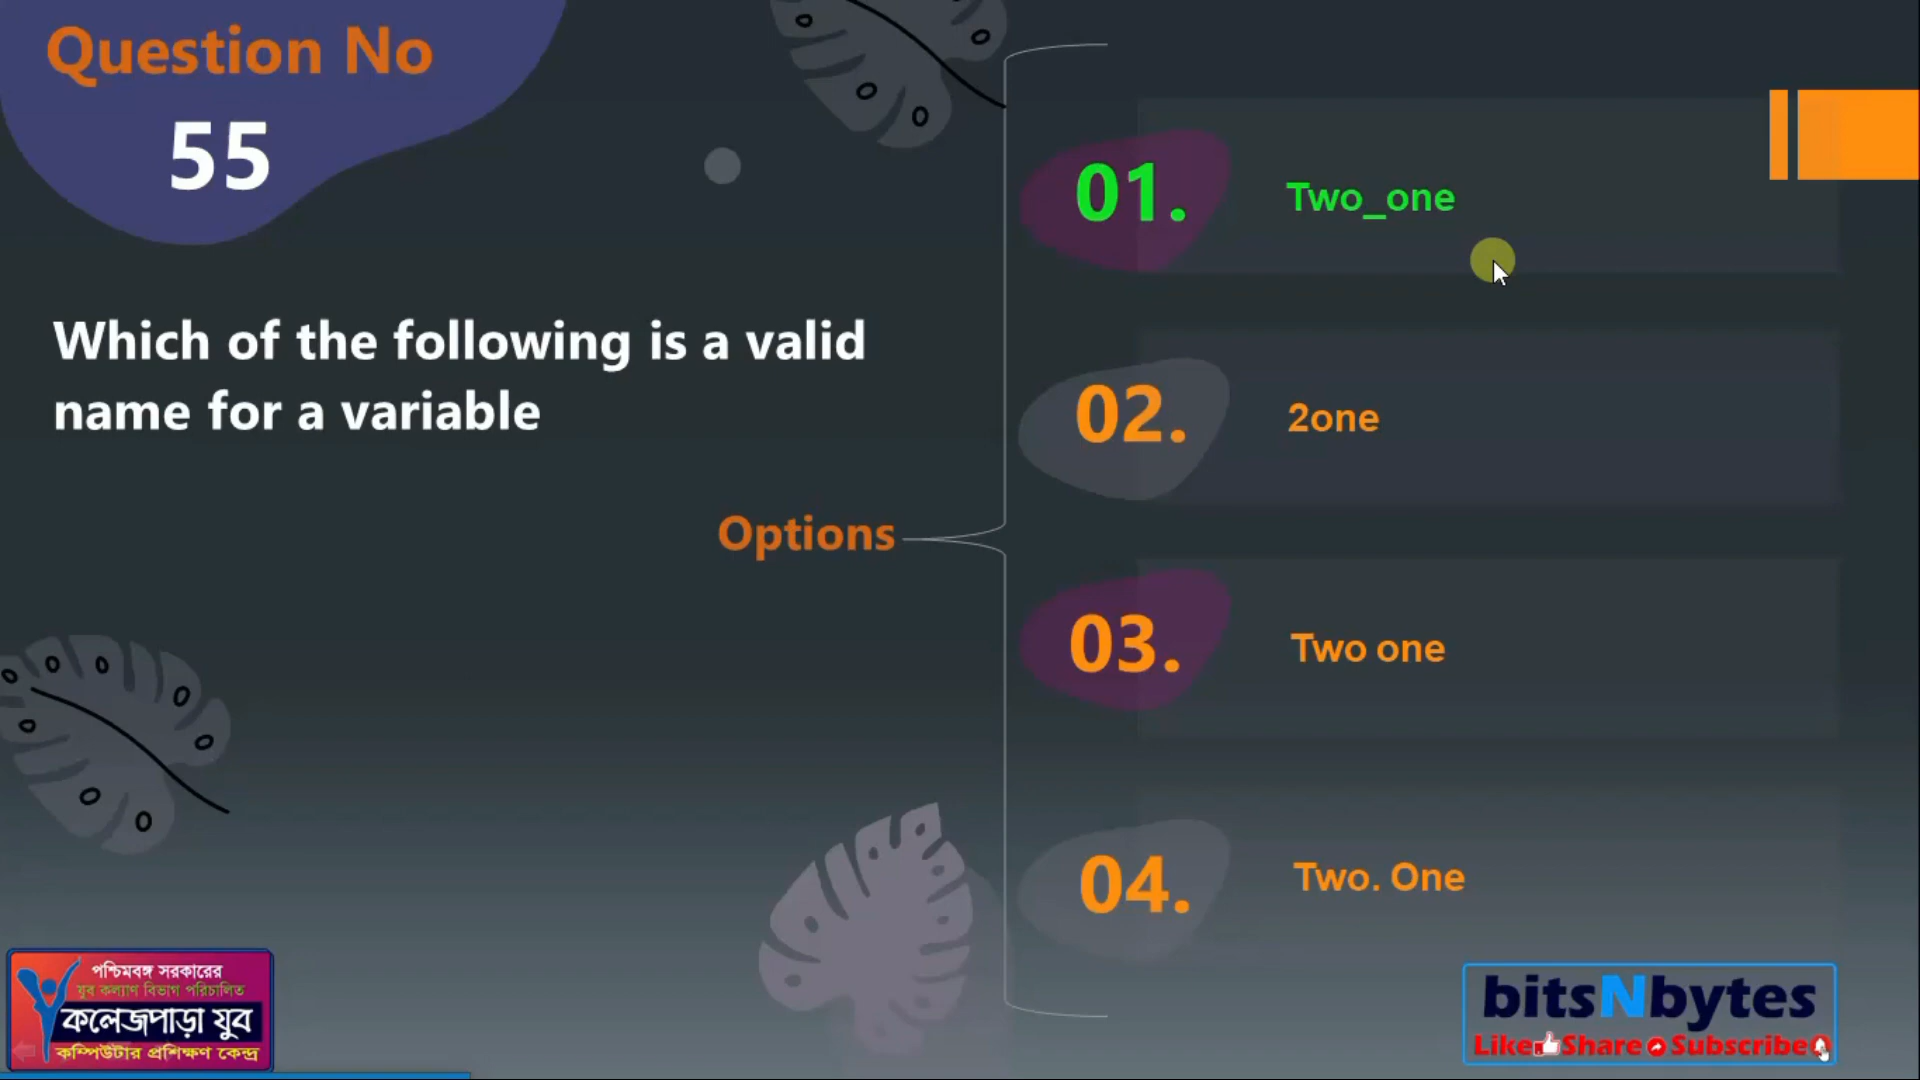 Question No
55
Which of the following is a valid
name for a variable
Options
01.
Two_one
02.
2one
03.
Two one
04.
Two. One
পশ্চিমবঙ্গ সরকারের
যুব কল্যাণ বিভাগ পরিচালিত
কলেজপাড়া যুব
কম্পিউটার প্রশিক্ষণ কেন্দ্র
bitsNbytes
Like Share Subscribe